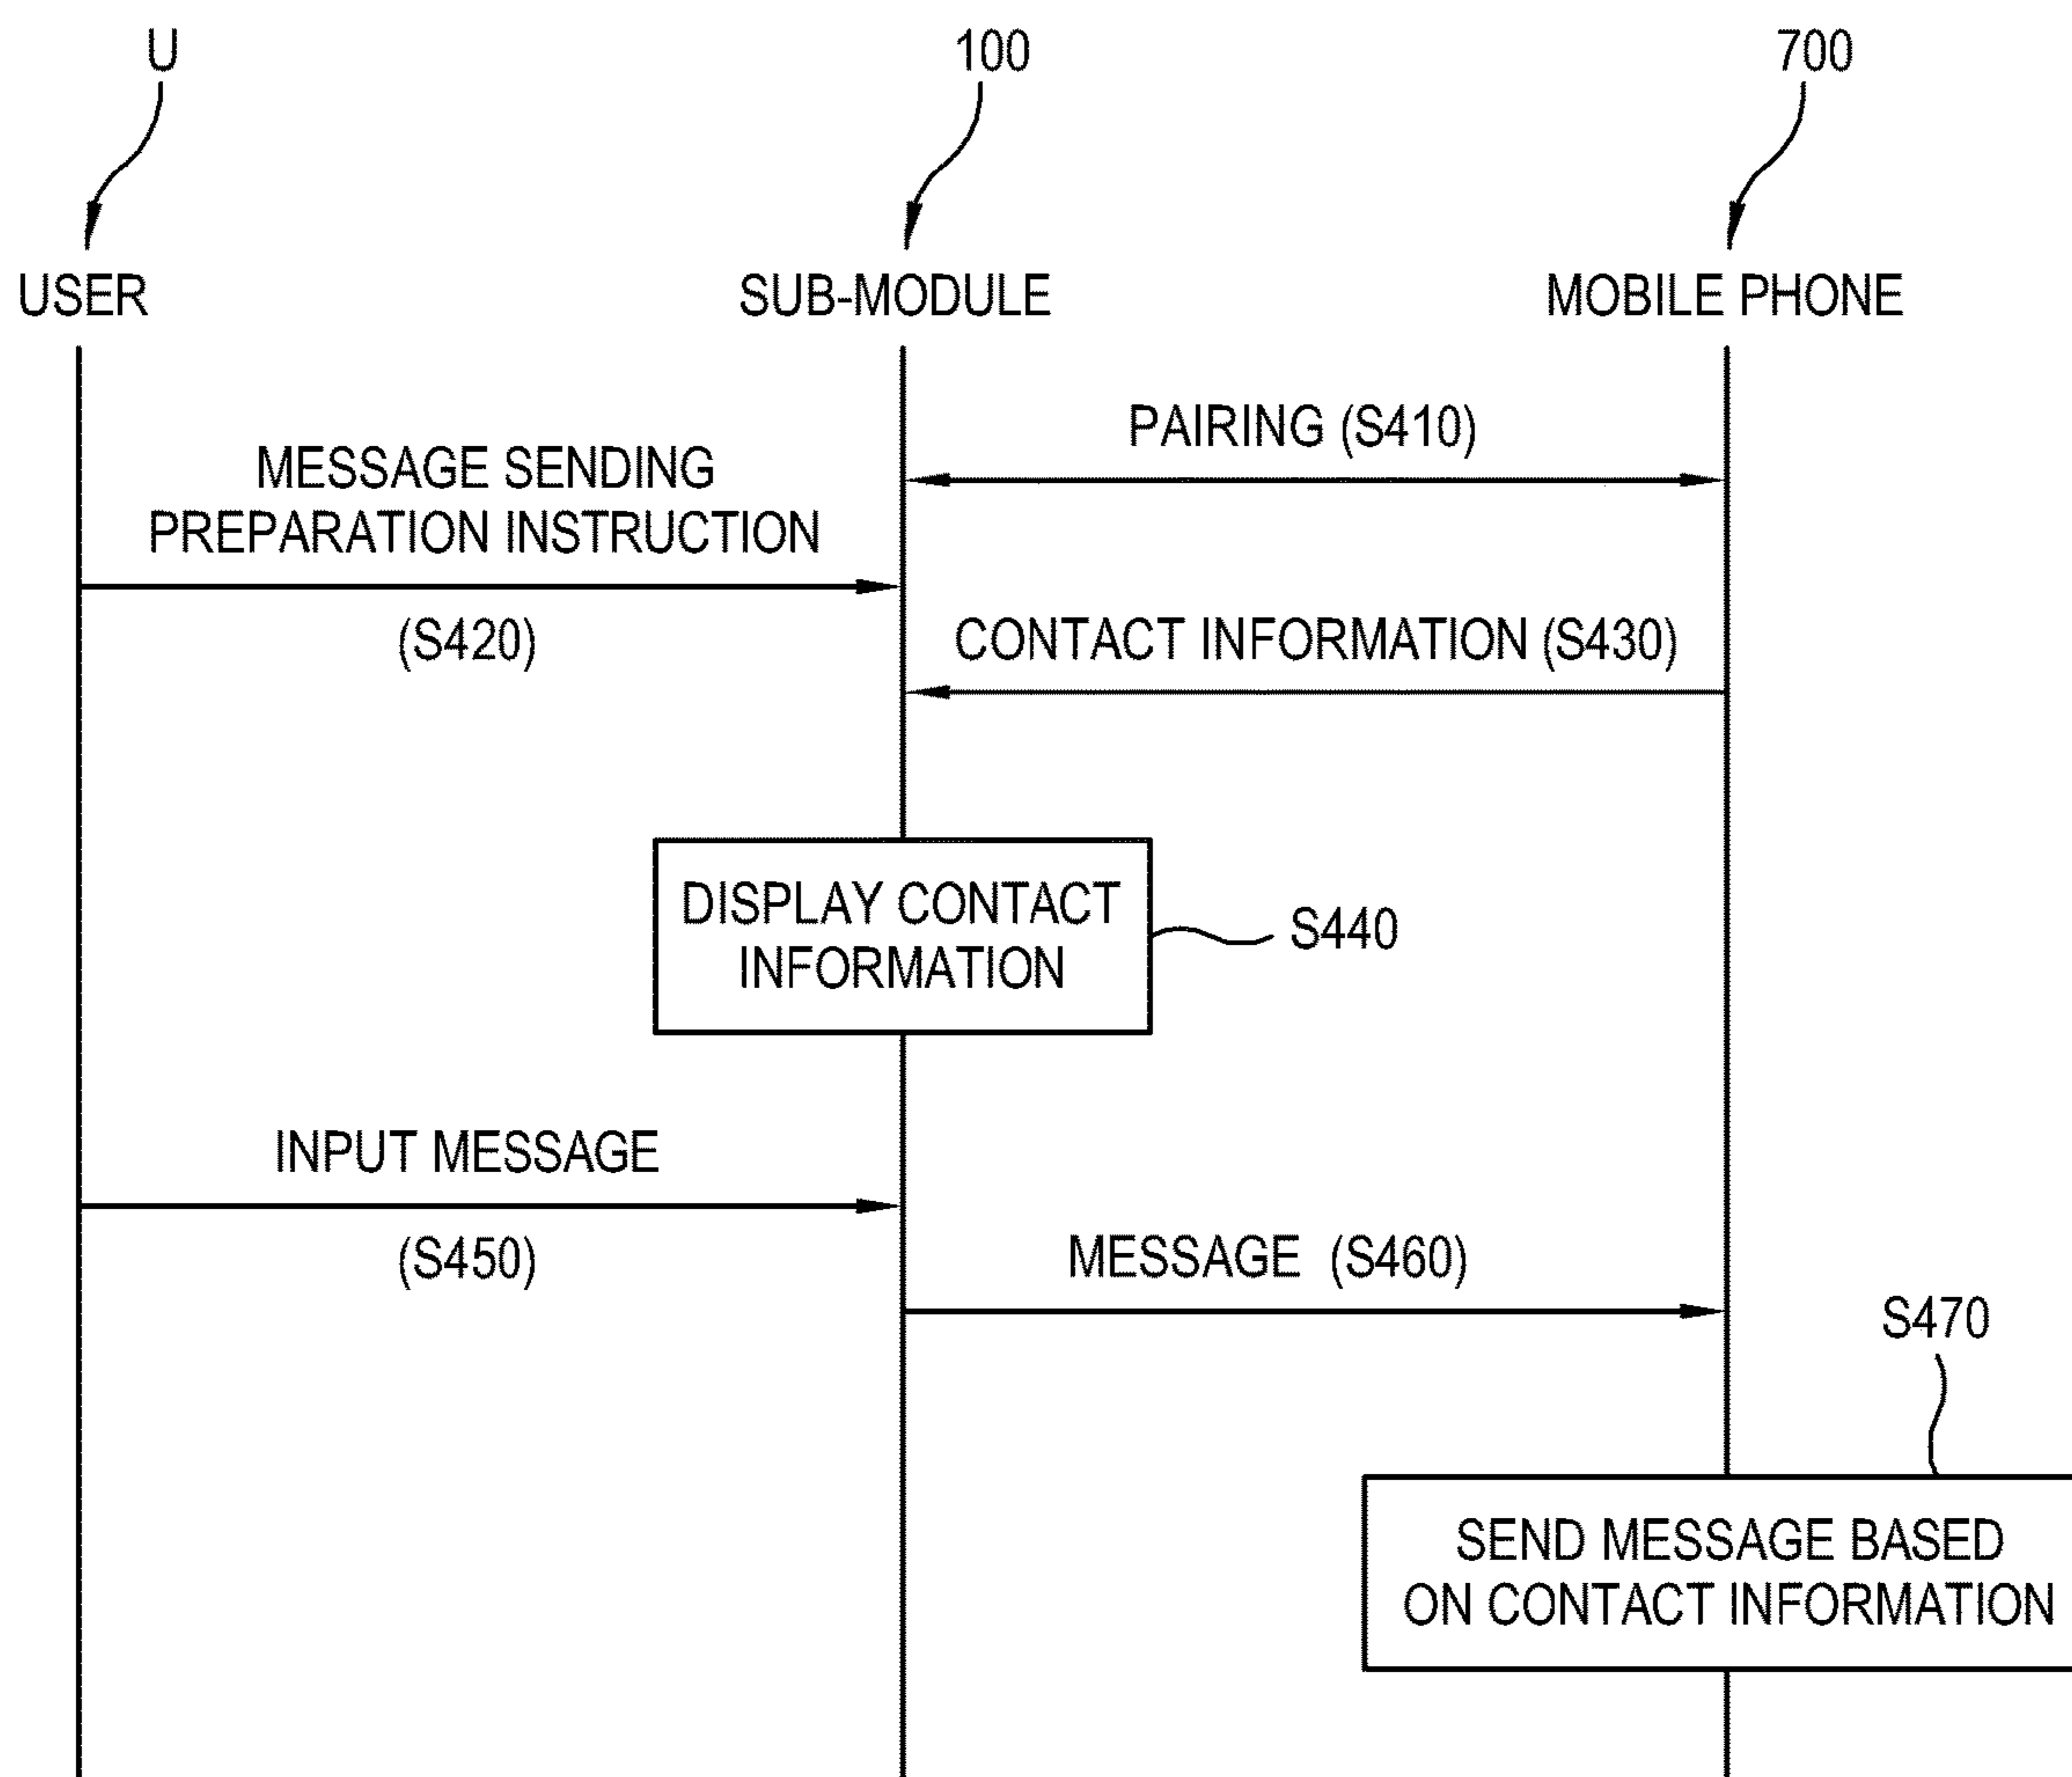 U
100
700
USER
SUB-MODULE
MOBILE PHONE
PAIRING (S410)
MESSAGE SENDING
PREPARATION INSTRUCTION
(S420)
CONTACT INFORMATION (S430)
DISPLAY CONTACT
INFORMATION
S440
INPUT MESSAGE
(S450)
MESSAGE (S460)
S470
SEND MESSAGE BASED
ON CONTACT INFORMATION